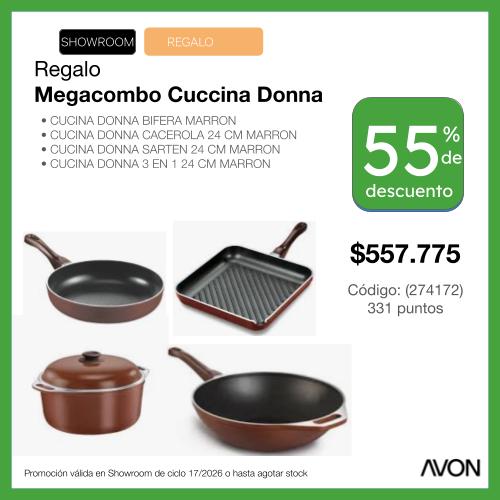 SHOWROOM
REGALO
Regalo
Megacombo Cuccina Donna
• CUCINA DONNA BIFERA MARRON
• CUCINA DONNA CACEROLA 24 CM MARRON
• CUCINA DONNA SARTEN 24 CM MARRON
• CUCINA DONNA 3 EN 1 24 CM MARRON
55% de
descuento
$557.775
Código: (274172)
331 puntos
Promoción válida en Showroom de ciclo 17/2026 o hasta agotar stock
AVON